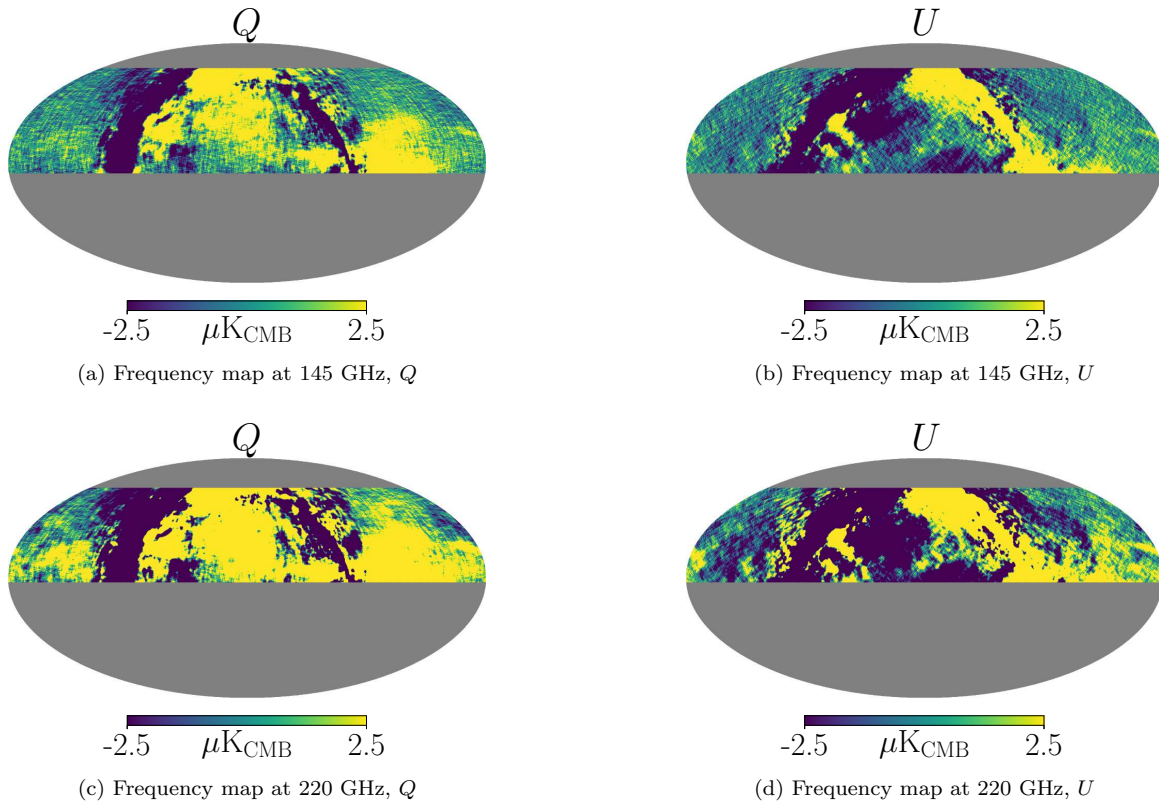 Q U
-2.5 μK_CMB 2.5 -2.5 μK_CMB 2.5
(a) Frequency map at 145 GHz, Q (b) Frequency map at 145 GHz, U
Q U
-2.5 μK_CMB 2.5 -2.5 μK_CMB 2.5
(c) Frequency map at 220 GHz, Q (d) Frequency map at 220 GHz, U